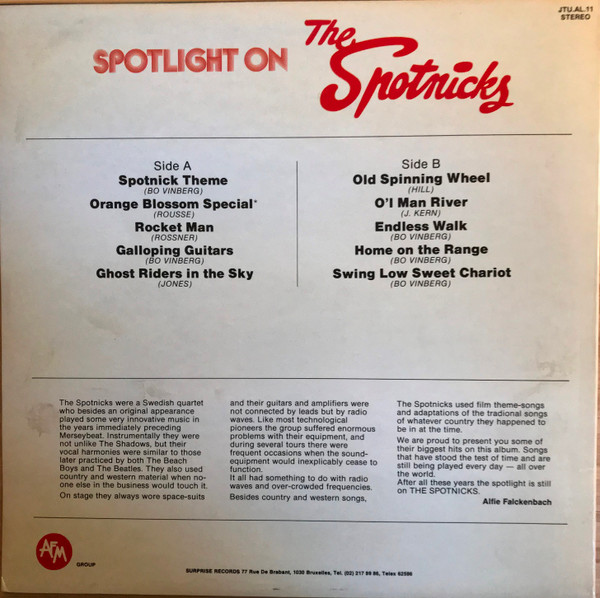 JTU.AL.11
STEREO
SPOTLIGHT ON The Spotnicks
Side A
Spotnick Theme
(BO VINBERG)
Orange Blossom Special*
(ROUSSE)
Rocket Man
(ROSSNER)
Galloping Guitars
(BO VINBERG)
Ghost Riders in the Sky
(JONES)
Side B
Old Spinning Wheel
(HILL)
O'l Man River
(J. KERN)
Endless Walk
(BO VINBERG)
Home on the Range
(BO VINBERG)
Swing Low Sweet Chariot
(BO VINBERG)
The Spotnicks were a Swedish quartet
who besides an original appearance
played some very innovative music in
the years immediately preceding
Merseybeat. Instrumentally they were
not unlike The Shadows, but their
vocal harmonies were similar to those
later practiced by both The Beach
Boys and The Beatles. They also used
country and western material when no-
one else in the business would touch it.
On stage they always wore space-suits
and their guitars and amplifiers were
not connected by leads but by radio
waves. Like most technological
pioneers the group suffered enormous
problems with their equipment, and
during several tours there were
frequent occasions when the sound-
equipment would inexplicably cease to
function.
It all had something to do with radio
waves and over-crowded frequencies.
Besides country and western songs,
The Spotnicks used film theme-songs
and adaptations of the tradional songs
of whatever country they happened to
be in at the time.
We are proud to present you some of
their biggest hits on this album. Songs
that have stood the test of time and are
still being played every day — all over
the world.
After all these years the spotlight is still
on THE SPOTNICKS.
Alfie Falckenbach
AFM
GROUP
SURPRISE RECORDS 77 Rue De Brabant, 1030 Bruxelles, Tel. (02) 217 98 88, Telex 62596